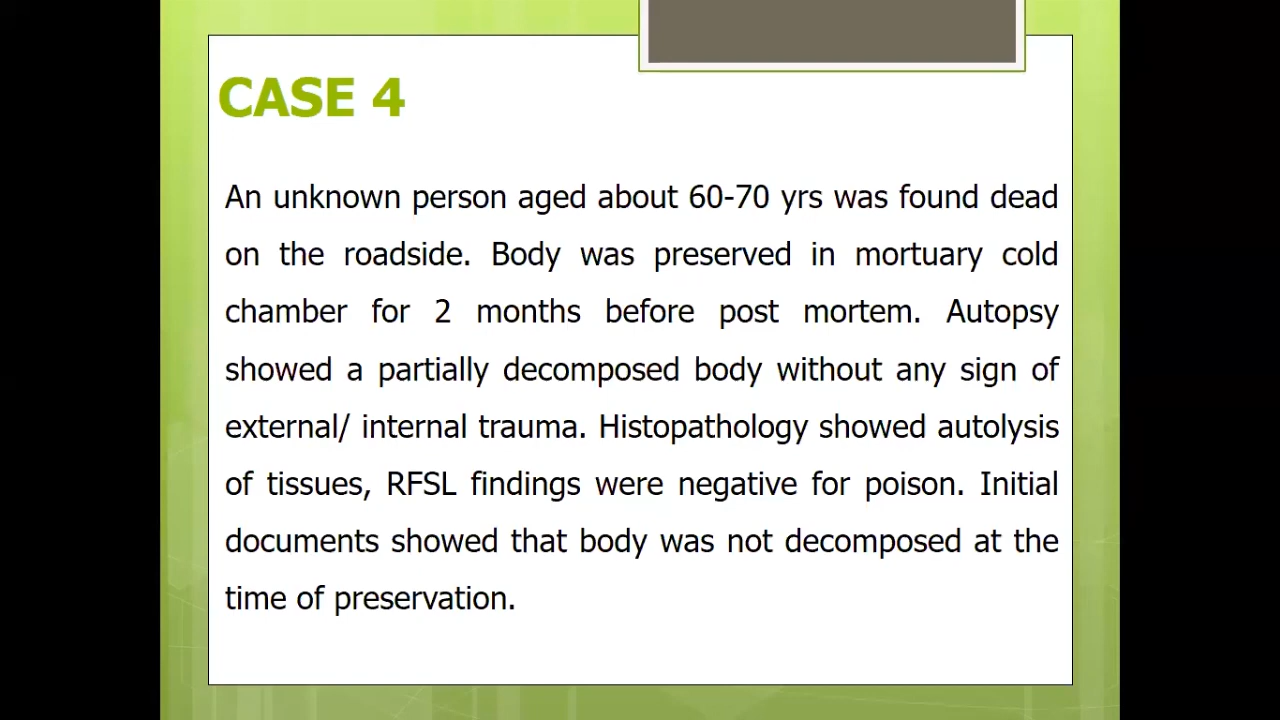 CASE 4
An unknown person aged about 60-70 yrs was found dead
on the roadside. Body was preserved in mortuary cold
chamber for 2 months before post mortem. Autopsy
showed a partially decomposed body without any sign of
external/ internal trauma. Histopathology showed autolysis
of tissues, RFSL findings were negative for poison. Initial
documents showed that body was not decomposed at the
time of preservation.